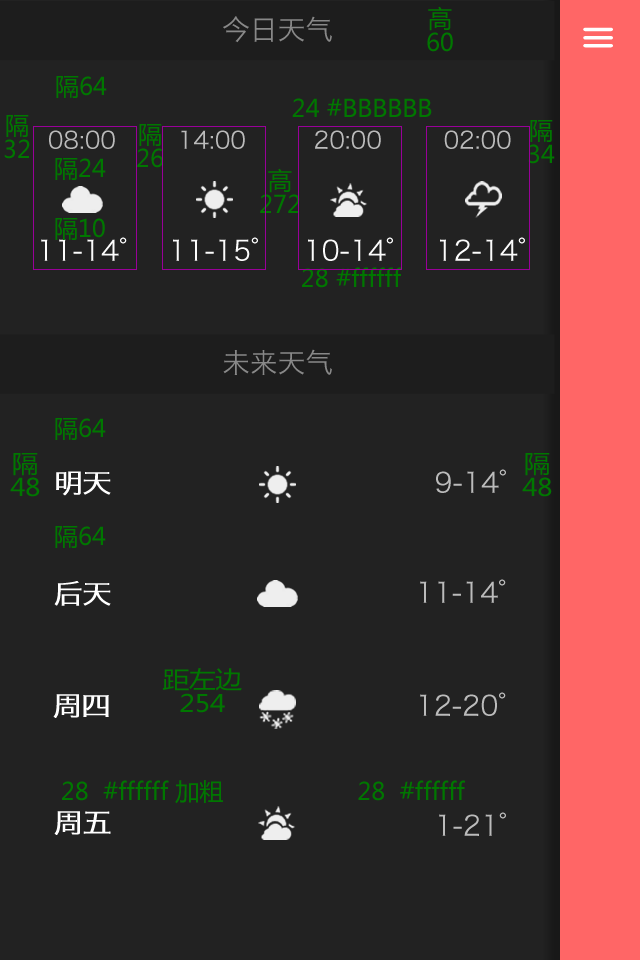 今日天气
高
60
隔64
24 #BBBBBB
隔
32
08:00
隔
26
14:00
20:00
02:00
隔
34
隔24
高
272
隔10
11-14°
11-15°
10-14°
12-14°
28 #ffffff
未来天气
隔64
隔
48
明天
9-14°
隔
48
隔64
后天
11-14°
距左边
254
周四
12-20°
28 #ffffff 加粗
28 #ffffff
周五
1-21°